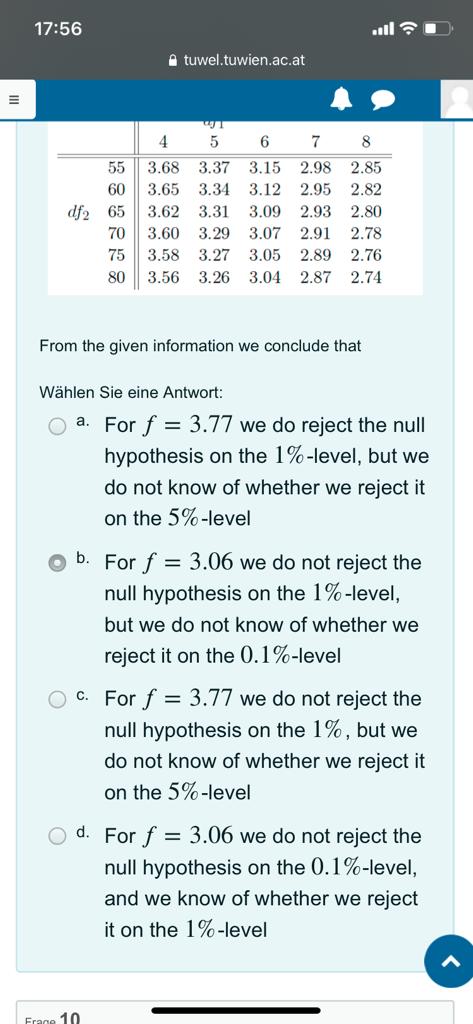 17:56
tuwel.tuwien.ac.at
df1
4 5 6 7 8
55 3.68 3.37 3.15 2.98 2.85
60 3.65 3.34 3.12 2.95 2.82
df2 65 3.62 3.31 3.09 2.93 2.80
70 3.60 3.29 3.07 2.91 2.78
75 3.58 3.27 3.05 2.89 2.76
80 3.56 3.26 3.04 2.87 2.74
From the given information we conclude that
Wählen Sie eine Antwort:
a. For f = 3.77 we do reject the null
hypothesis on the 1%-level, but we
do not know of whether we reject it
on the 5%-level
b. For f = 3.06 we do not reject the
null hypothesis on the 1%-level,
but we do not know of whether we
reject it on the 0.1%-level
c. For f = 3.77 we do not reject the
null hypothesis on the 1%, but we
do not know of whether we reject it
on the 5%-level
d. For f = 3.06 we do not reject the
null hypothesis on the 0.1%-level,
and we know of whether we reject
it on the 1%-level
Frage 10